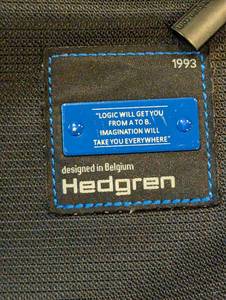 1993
"LOGIC WILL GET YOU
FROM A TO B.
IMAGINATION WILL
TAKE YOU EVERYWHERE"
designed in Belgium
Hedgren